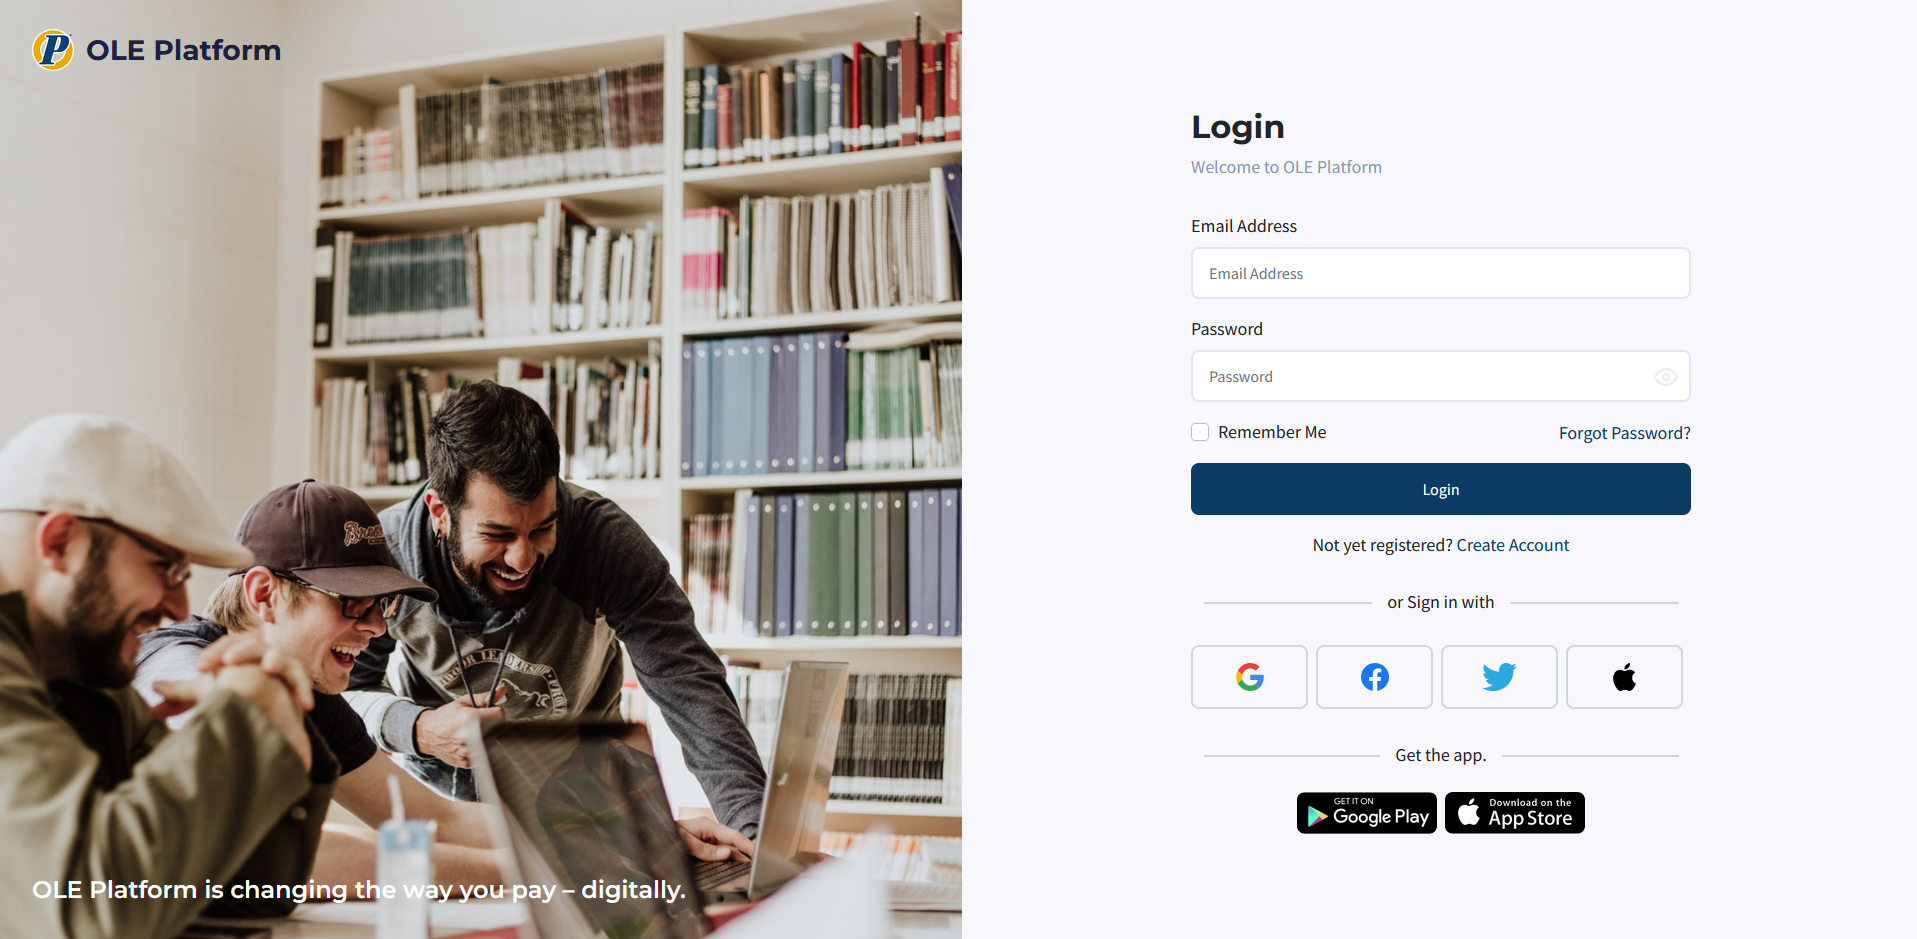 P OLE Platform
OLE Platform is changing the way you pay – digitally.
Login
Welcome to OLE Platform
Email Address
Email Address
Password
Password
Remember Me
Forgot Password?
Login
Not yet registered? Create Account
or Sign in with
Get the app.
GET IT ON
Google Play
Download on the
App Store